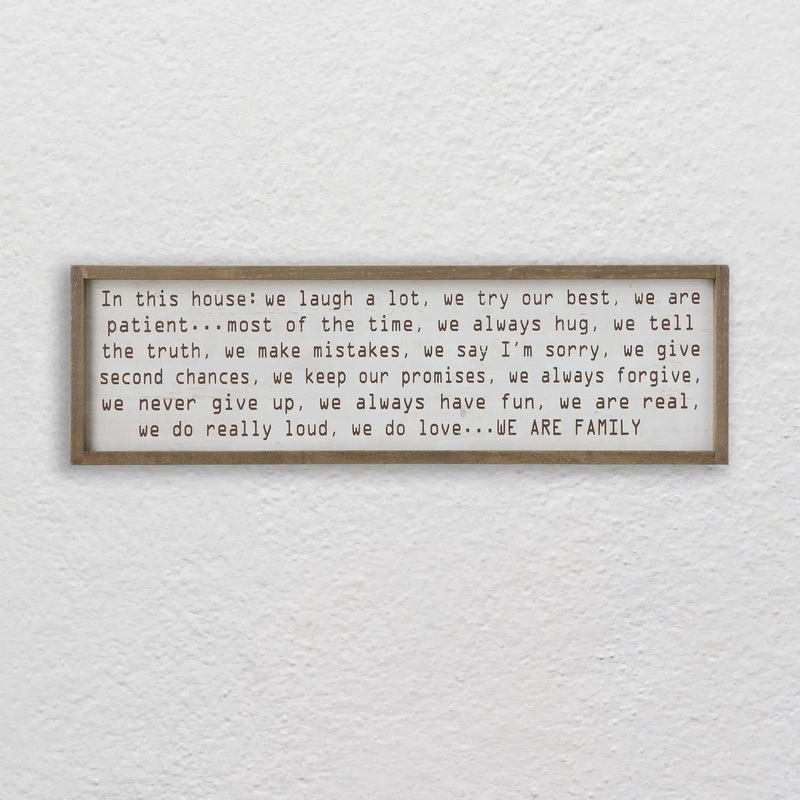 In this house: we laugh a lot, we try our best, we are
patient...most of the time, we always hug, we tell
the truth, we make mistakes, we say I'm sorry, we give
second chances, we keep our promises, we always forgive,
we never give up, we always have fun, we are real,
we do really loud, we do love...WE ARE FAMILY